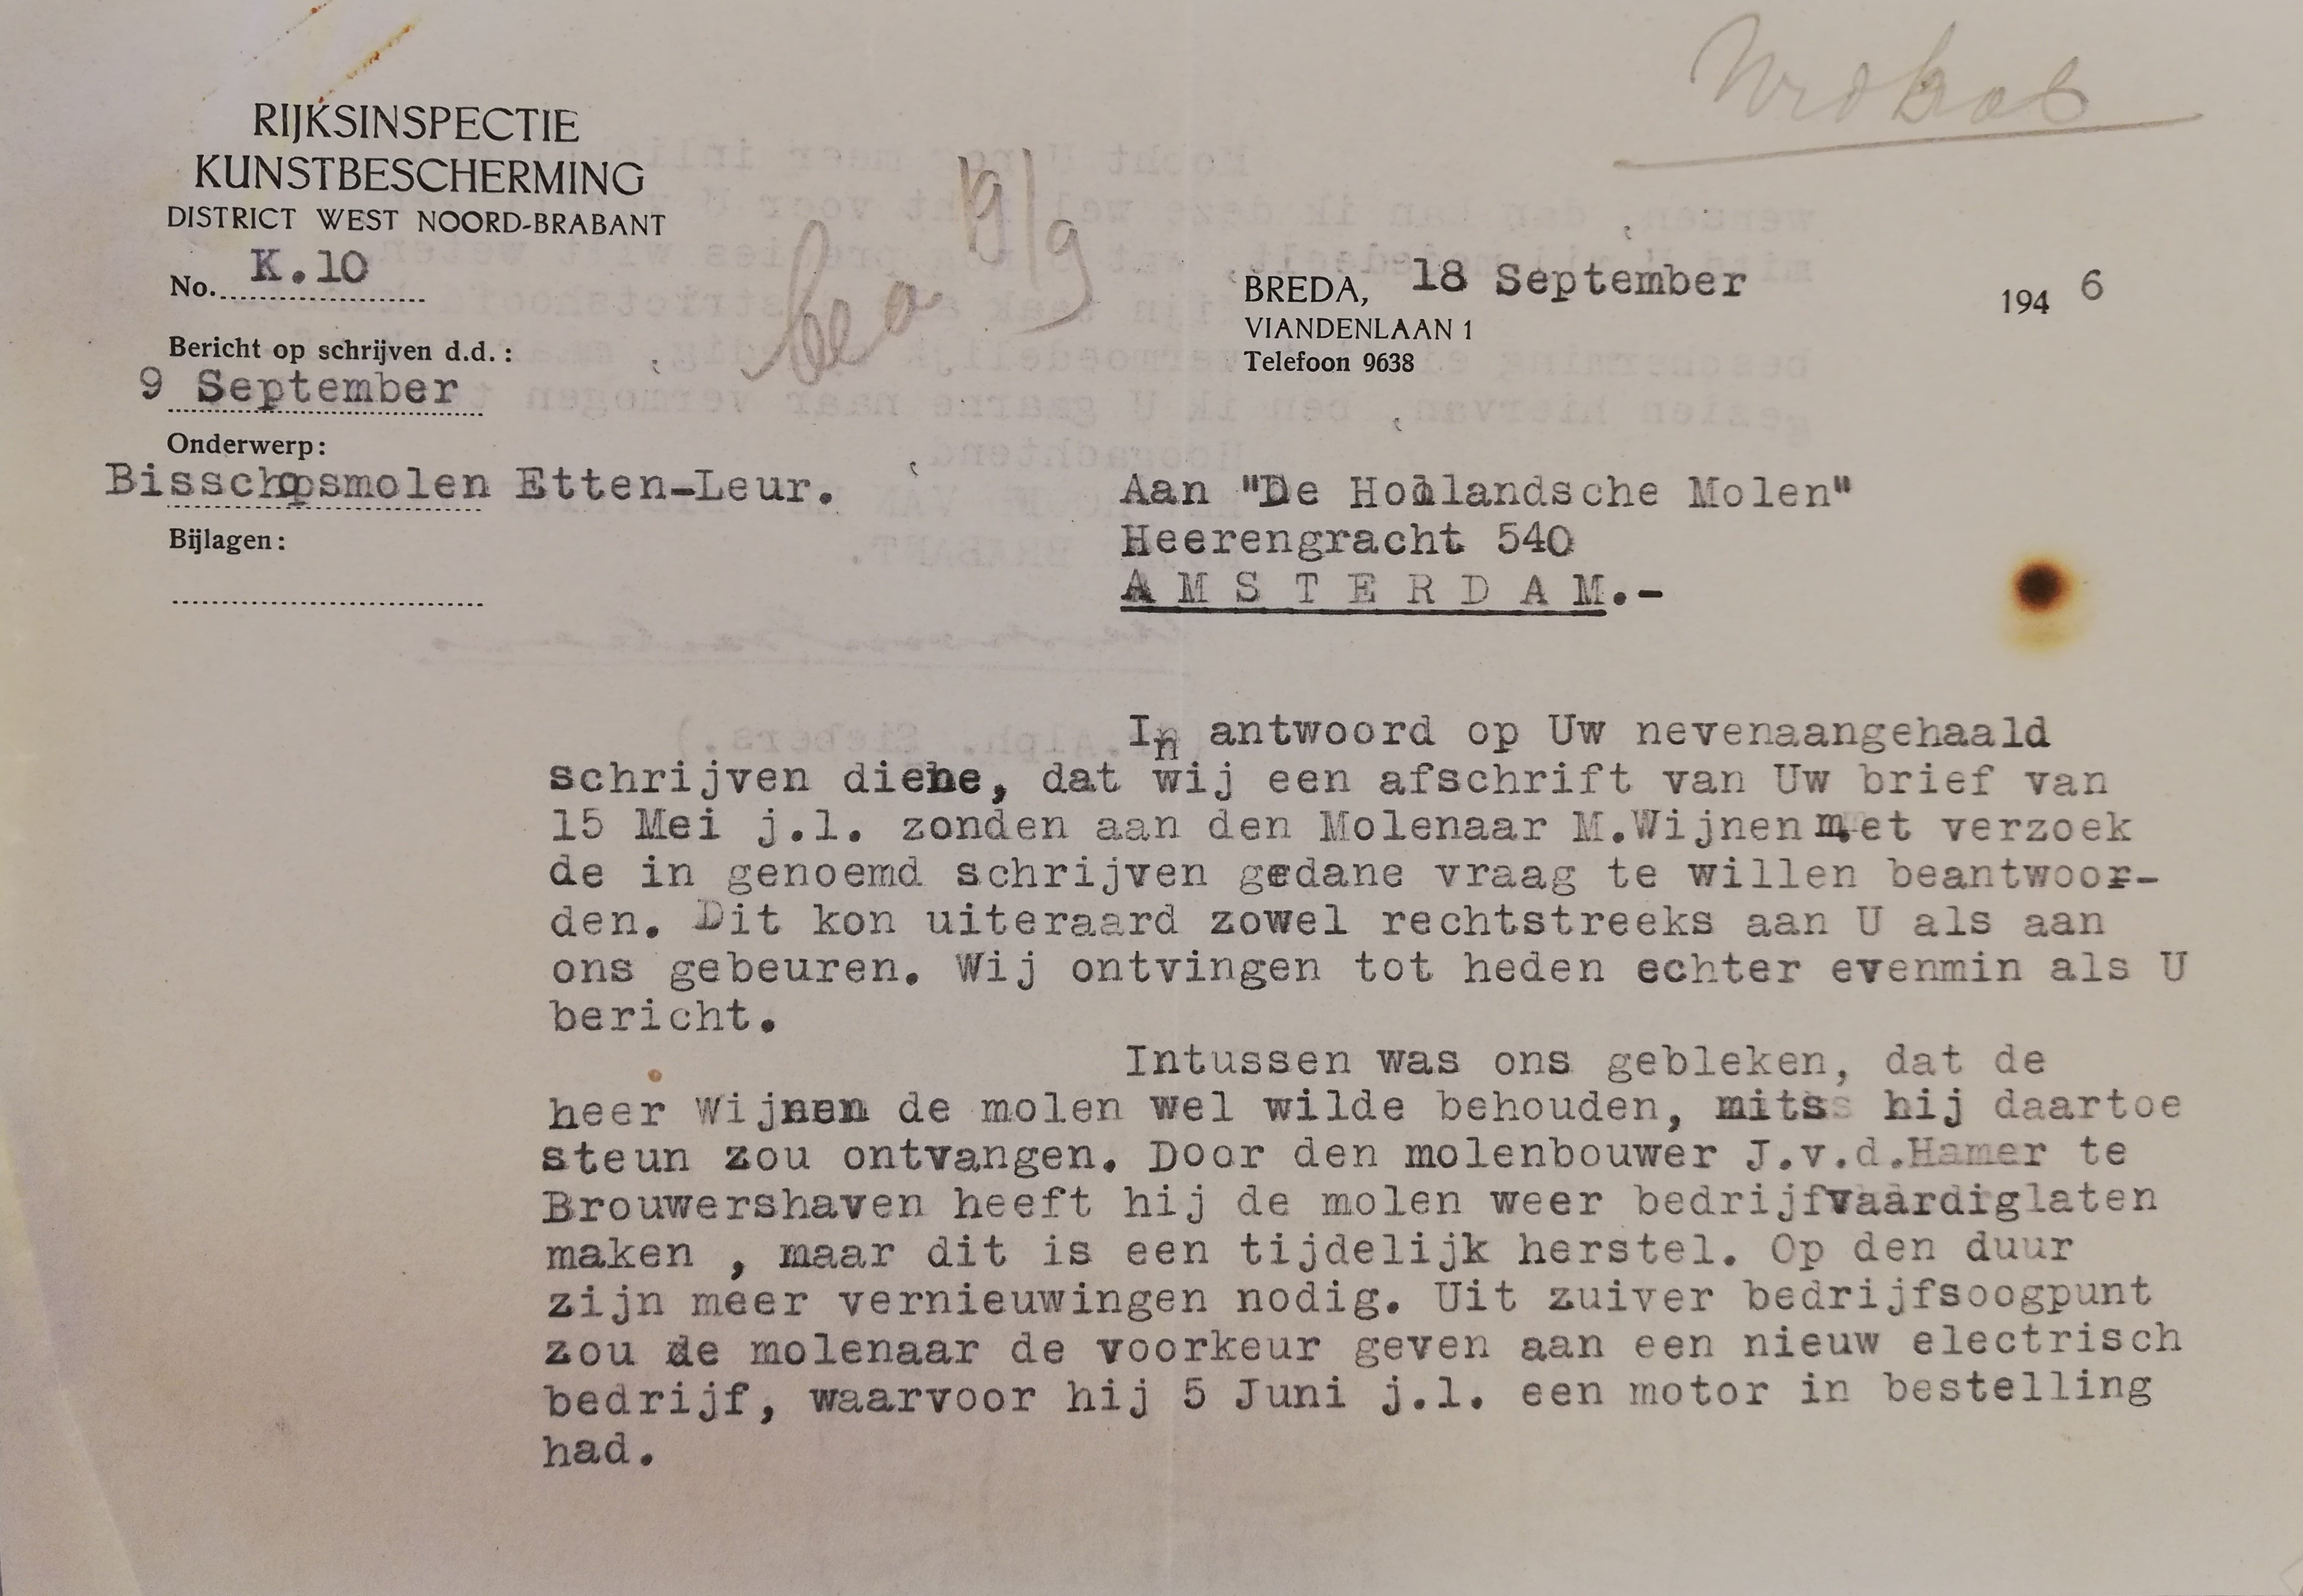 RIJKSINSPECTIE
KUNSTBESCHERMING
DISTRICT WEST NOORD-BRABANT
No. K.10
Bericht op schrijven d.d.:
9 September
Onderwerp:
Bisschopsmolen Etten-Leur.
Bijlagen:
19/9
BREDA, 18 September 1946
VIANDENLAAN 1
Telefoon 9638
Aan "De Hollandsche Molen"
Heerengracht 540
AMSTERDAM.-
In antwoord op Uw nevenaangehaald
schrijven diene, dat wij een afschrift van Uw brief van
15 Mei j.l. zonden aan den Molenaar M.Wijnen met verzoek
de in genoemd schrijven gedane vraag te willen beantwoor-
den. Dit kon uiteraard zowel rechtstreeks aan U als aan
ons gebeuren. Wij ontvingen tot heden echter evenmin als U
bericht.
Intussen was ons gebleken, dat de
heer Wijnen de molen wel wilde behouden, mitss hij daartoe
steun zou ontvangen. Door den molenbouwer J.v.d.Hamer te
Brouwershaven heeft hij de molen weer bedrijfvaardiglaten
maken , maar dit is een tijdelijk herstel. Op den duur
zijn meer vernieuwingen nodig. Uit zuiver bedrijfsoogpunt
zou de molenaar de voorkeur geven aan een nieuw electrisch
bedrijf, waarvoor hij 5 Juni j.l. een motor in bestelling
had.